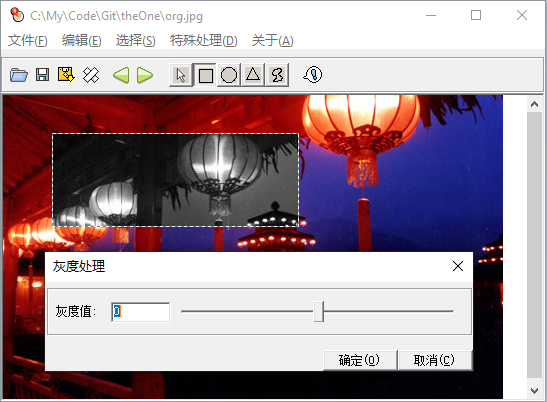 C:\My\Code\Git\theOne\org.jpg
文件(F) 编辑(E) 选择(S) 特殊处理(D) 关于(A)
灰度处理
灰度值: 0
确定(O) 取消(C)